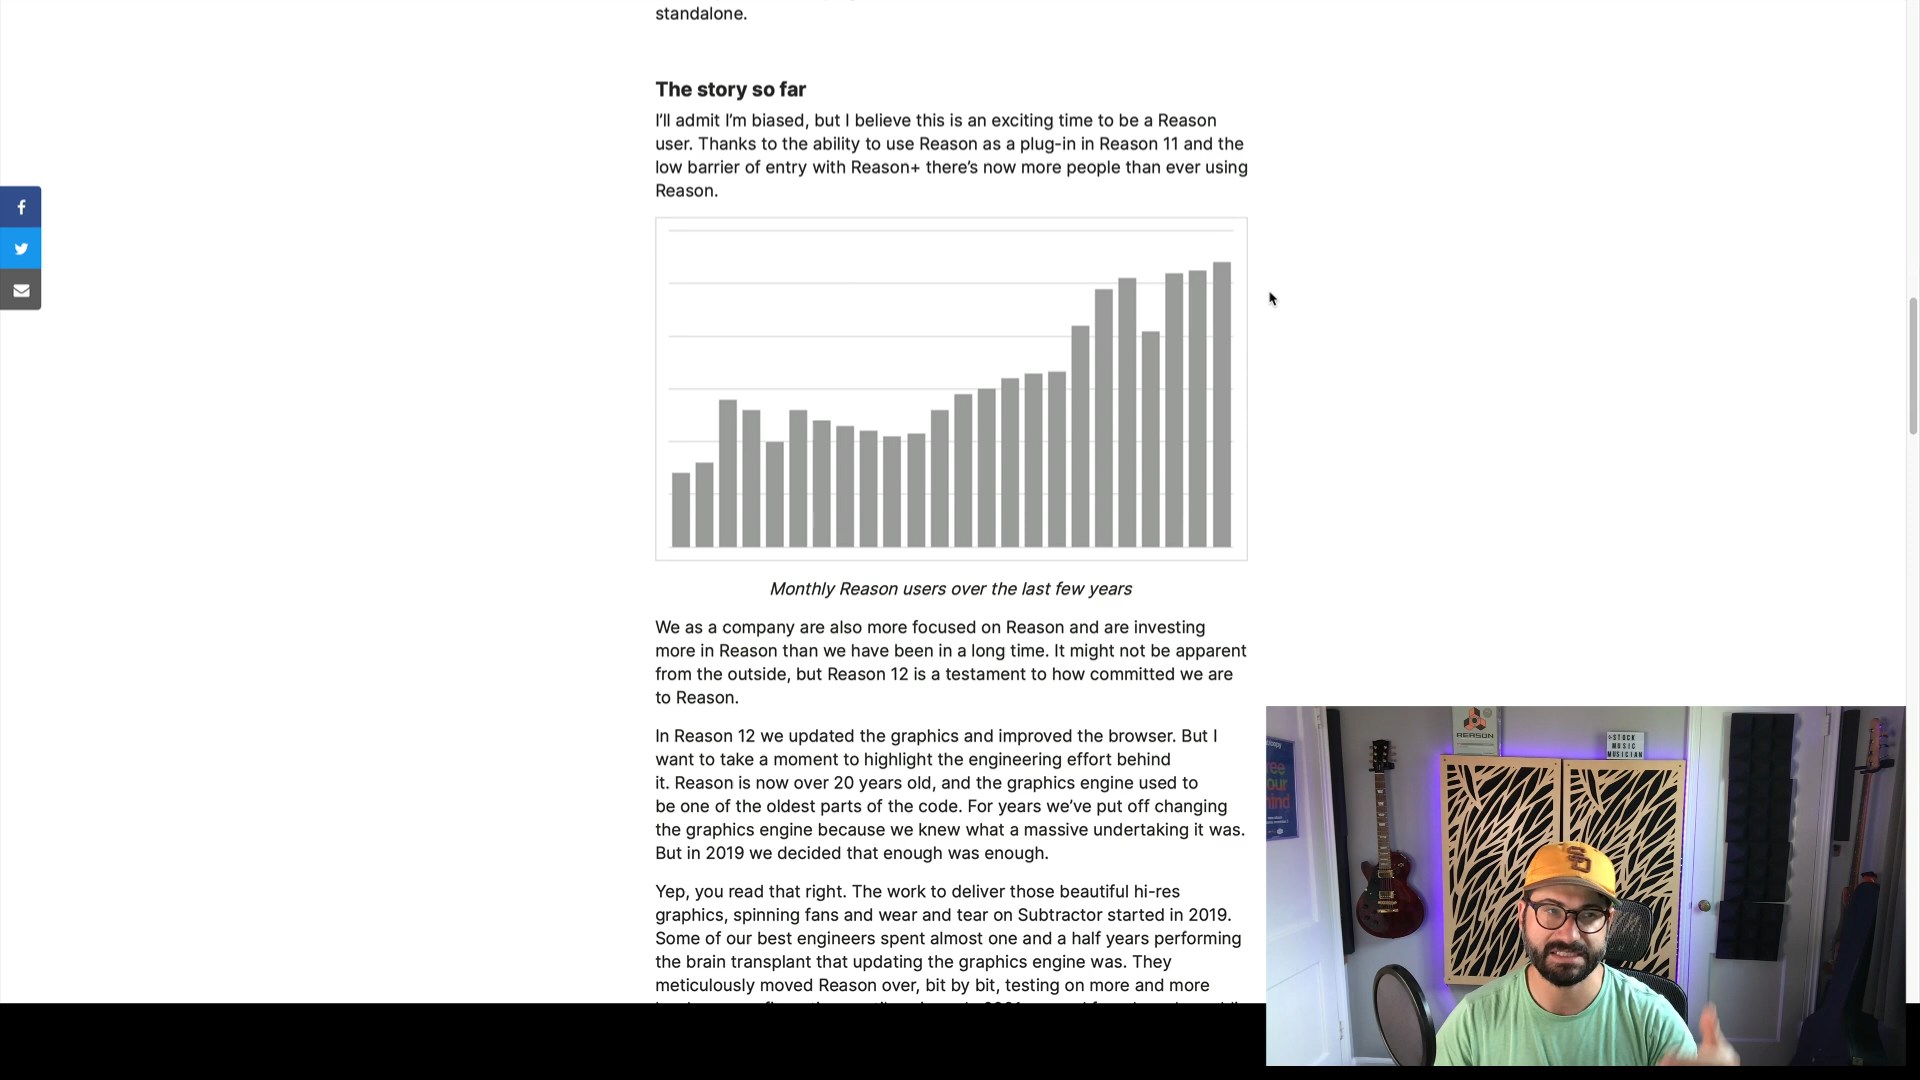 standalone.
The story so far
I'll admit I'm biased, but I believe this is an exciting time to be a Reason
user. Thanks to the ability to use Reason as a plug-in in Reason 11 and the
low barrier of entry with Reason+ there's now more people than ever using
Reason.
Monthly Reason users over the last few years
We as a company are also more focused on Reason and are investing
more in Reason than we have been in a long time. It might not be apparent
from the outside, but Reason 12 is a testament to how committed we are
to Reason.
In Reason 12 we updated the graphics and improved the browser. But I
want to take a moment to highlight the engineering effort behind
it. Reason is now over 20 years old, and the graphics engine used to
be one of the oldest parts of the code. For years we've put off changing
the graphics engine because we knew what a massive undertaking it was.
But in 2019 we decided that enough was enough.
Yep, you read that right. The work to deliver those beautiful hi-res
graphics, spinning fans and wear and tear on Subtractor started in 2019.
Some of our best engineers spent almost one and a half years performing
the brain transplant that updating the graphics engine was. They
meticulously moved Reason over, bit by bit, testing on more and more
REASON
STOCK
MUSIC
MUSICIAN
SD